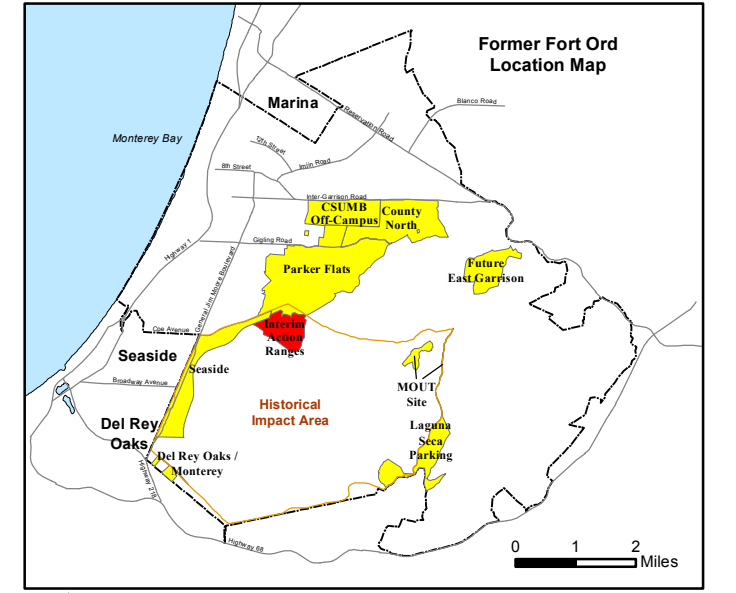 Former Fort Ord
Location Map
Marina
Blanco Road
Reservation Road
Monterey Bay
12th Street
Imjin Road
8th Street
Inter-Garrison Road
CSUMB
Off-Campus
County
North
Highway 1
Gigling Road
General Jim Moore Boulevard
Parker Flats
Future
East Garrison
Coe Avenue
Interim
Action
Ranges
Seaside
Seaside
Broadway Avenue
MOUT
Site
Historical
Impact Area
Del Rey
Oaks
Laguna
Seca
Parking
Del Rey Oaks /
Monterey
Highway 218
Highway 68
0 1 2
Miles